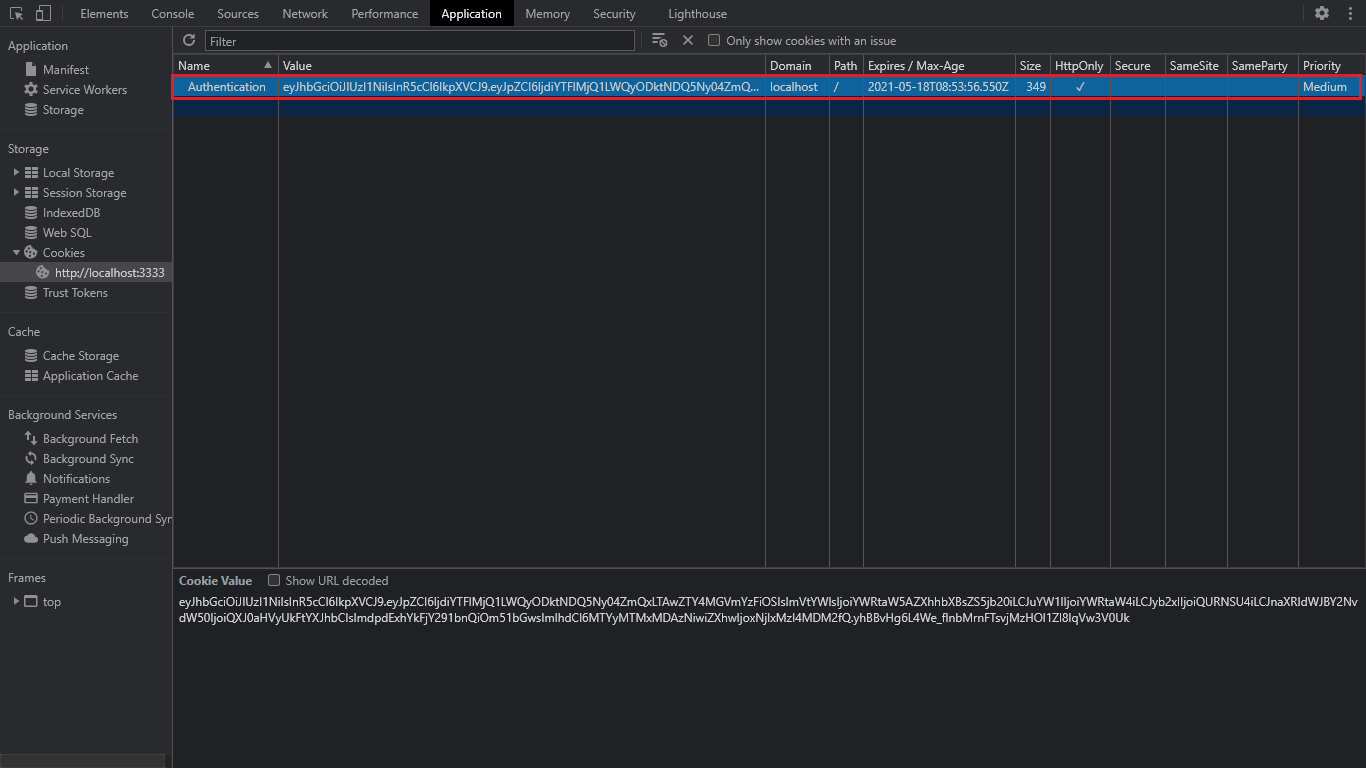 Elements Console Sources Network Performance Application Memory Security Lighthouse
Application
Manifest
Service Workers
Storage
Storage
Local Storage
Session Storage
IndexedDB
Web SQL
Cookies
http://localhost:3333
Trust Tokens
Cache
Cache Storage
Application Cache
Background Services
Background Fetch
Background Sync
Notifications
Payment Handler
Periodic Background Syn
Push Messaging
Frames
top
Filter Only show cookies with an issue
Name Value Domain Path Expires / Max-Age Size HttpOnly Secure SameSite SameParty Priority
Authentication eyJhbGciOiJIUzI1NiIsInR5cCI6IkpXVCJ9.eyJpZCI6IjdiYTFlMjQ1LWQyODktNDQ5Ny04ZmQ... localhost / 2021-05-18T08:53:56.550Z 349 ✓ Medium
Cookie Value Show URL decoded
eyJhbGciOiJIUzI1NiIsInR5cCI6IkpXVCJ9.eyJpZCI6IjdiYTFlMjQ1LWQyODktNDQ5Ny04ZmQxLTAwZTY4MGVmYzFiOSIsImVtYWlsIjoiYWRtaW5AZXhhbXBsZS5jb20iLCJuYW1lIjoiYWRtaW4iLCJyb2xlIjoiQURNSU4iLCJnaXRIdWJBY2Nv
dW50IjoiQXJ0aHVyUkFtYXJhbCIsImdpdExhYkFjY291bnQiOm51bGwsImlhdCI6MTYyMTMxMDAzNiwiZXhwIjoxNjIxMzI4MDM2fQ.yhBBvHg6L4We_fInbMrnFTsvjMzHOI1ZI8IqVw3V0Uk